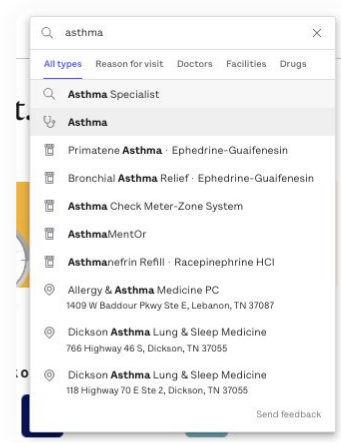 asthma
All types Reason for visit Doctors Facilities Drugs
Asthma Specialist
Asthma
Primatene Asthma · Ephedrine-Guaifenesin
Bronchial Asthma Relief · Ephedrine-Guaifenesin
Asthma Check Meter-Zone System
AsthmaMentOr
Asthmanefrin Refill · Racepinephrine HCl
Allergy & Asthma Medicine PC
1409 W Baddour Pkwy Ste E, Lebanon, TN 37087
Dickson Asthma Lung & Sleep Medicine
766 Highway 46 S, Dickson, TN 37055
Dickson Asthma Lung & Sleep Medicine
118 Highway 70 E Ste 2, Dickson, TN 37055
Send feedback